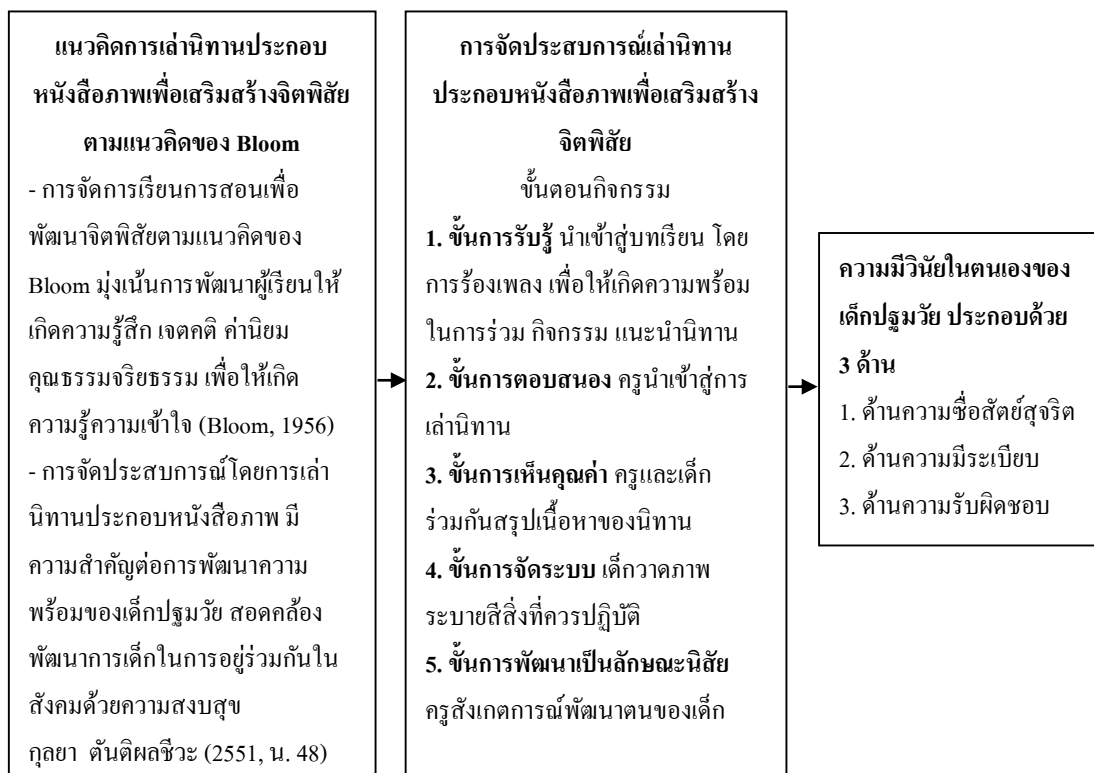 แนวคิดการเล่านิทานประกอบ
หนังสือภาพเพื่อเสริมสร้างจิตพิสัย
ตามแนวคิดของ Bloom
- การจัดการเรียนการสอนเพื่อ
พัฒนาจิตพิสัยตามแนวคิดของ
Bloom มุ่งเน้นการพัฒนาผู้เรียนให้
เกิดความรู้สึก เจตคติ ค่านิยม
คุณธรรมจริยธรรม เพื่อให้เกิด
ความรู้ความเข้าใจ (Bloom, 1956)
- การจัดประสบการณ์โดยการเล่า
นิทานประกอบหนังสือภาพ มี
ความสำคัญต่อการพัฒนาความ
พร้อมของเด็กปฐมวัย สอดคล้อง
พัฒนาการเด็กในการอยู่ร่วมกันใน
สังคมด้วยความสงบสุข
กุลยา ตันติผลชีวะ (2551, น. 48)
การจัดประสบการณ์เล่านิทาน
ประกอบหนังสือภาพเพื่อเสริมสร้าง
จิตพิสัย
ขั้นตอนกิจกรรม
1. ขั้นการรับรู้ นำเข้าสู่บทเรียน โดย
การร้องเพลง เพื่อให้เกิดความพร้อม
ในการร่วม กิจกรรม แนะนำนิทาน
2. ขั้นการตอบสนอง ครูนำเข้าสู่การ
เล่านิทาน
3. ขั้นการเห็นคุณค่า ครูและเด็ก
ร่วมกันสรุปเนื้อหาของนิทาน
4. ขั้นการจัดระบบ เด็กวาดภาพ
ระบายสีสิ่งที่ควรปฏิบัติ
5. ขั้นการพัฒนาเป็นลักษณะนิสัย
ครูสังเกตการณ์พัฒนาตนของเด็ก
ความมีวินัยในตนเองของ
เด็กปฐมวัย ประกอบด้วย
3 ด้าน
1. ด้านความซื่อสัตย์สุจริต
2. ด้านความมีระเบียบ
3. ด้านความรับผิดชอบ